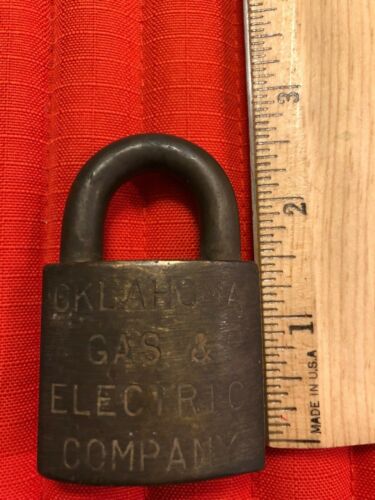 OKLAHOMA
GAS &
ELECTRIC
COMPANY
3
2
1
MADE IN U.S.A